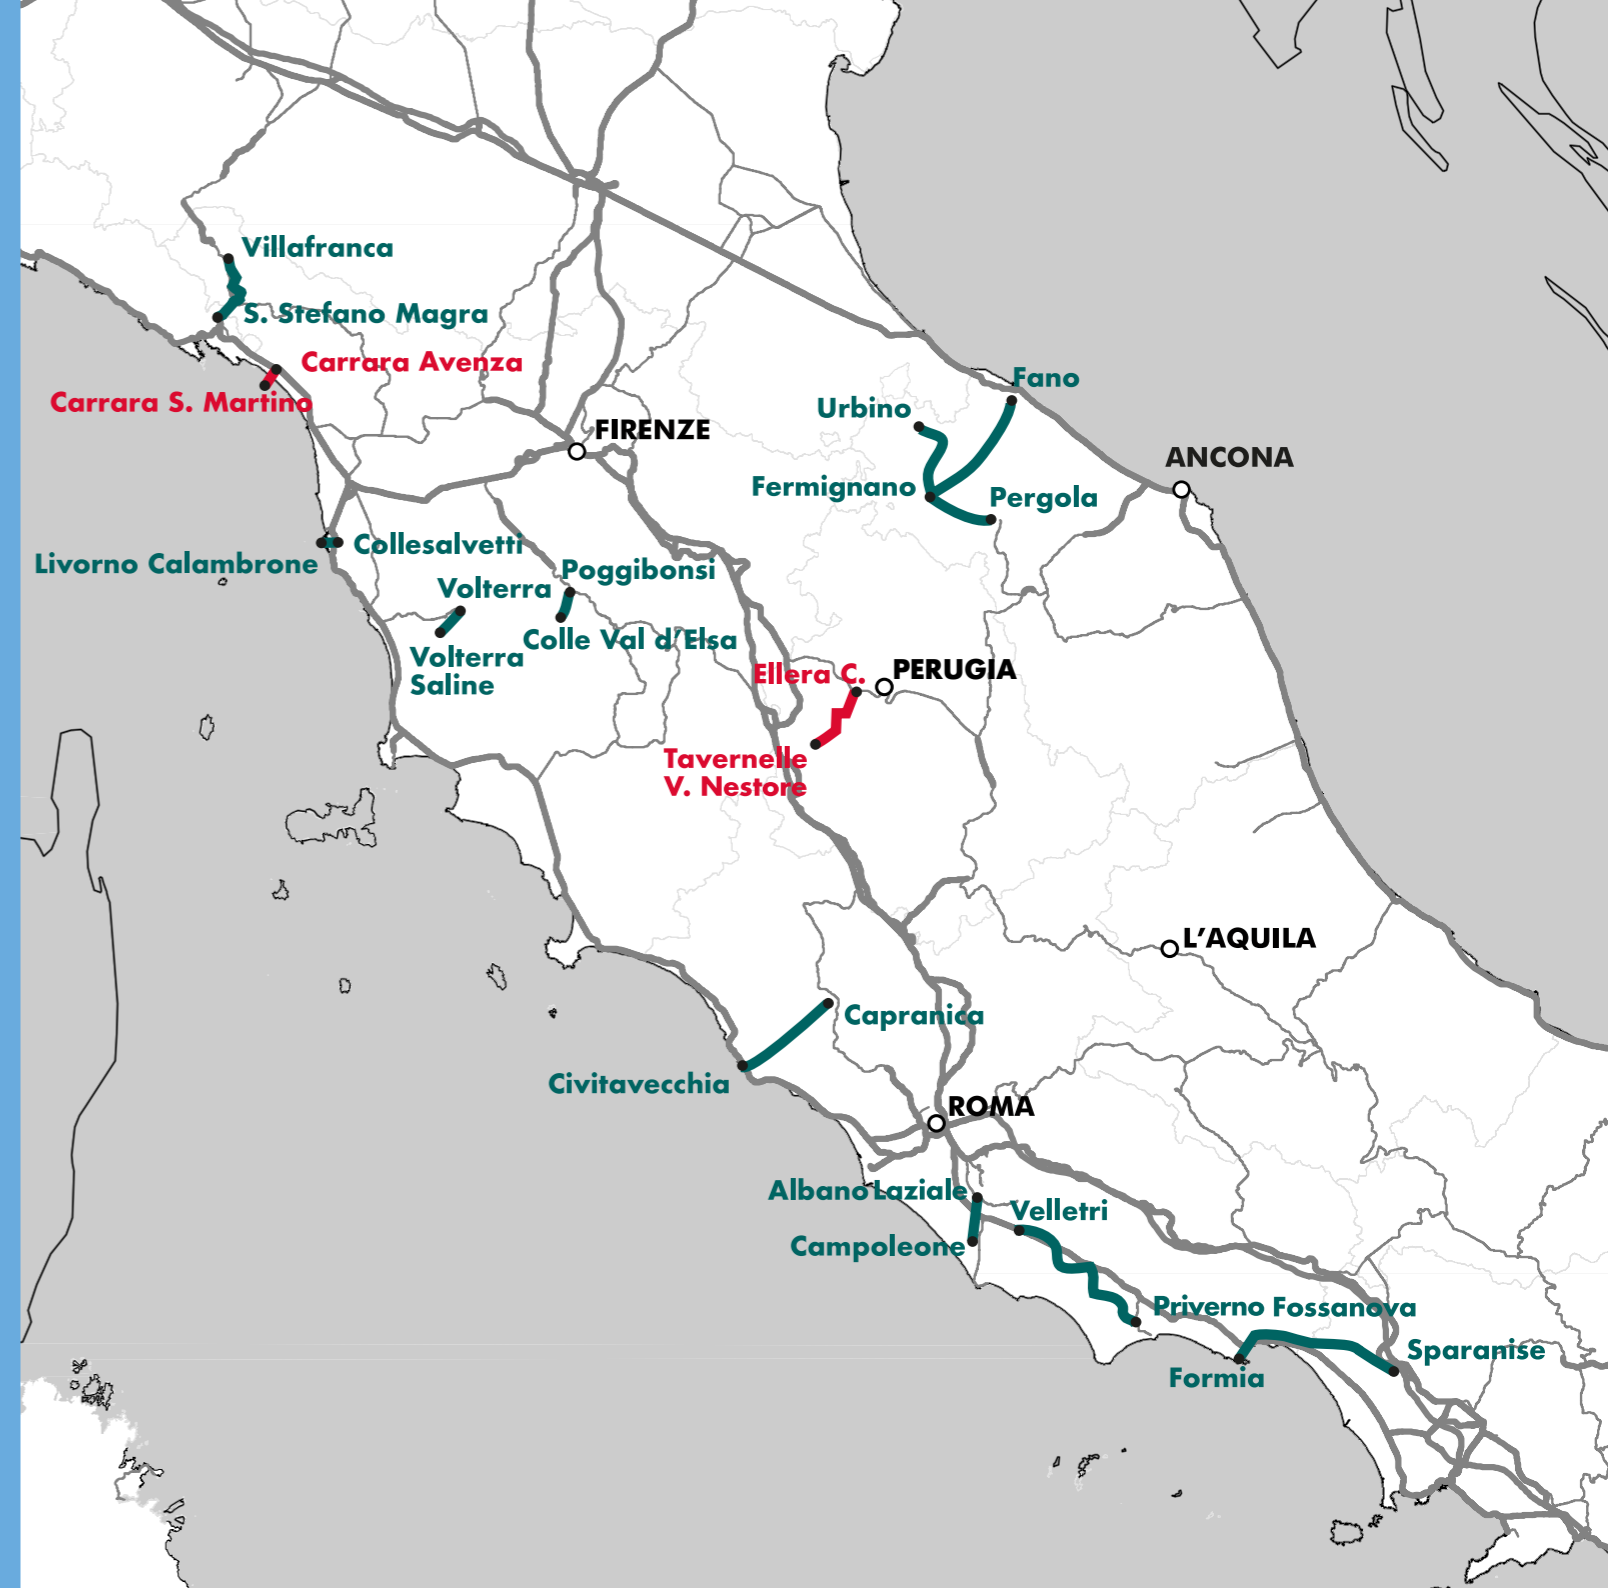 Villafranca
S. Stefano Magra
Carrara Avenza
Carrara S. Martino
Fano
Urbino
FIRENZE
ANCONA
Fermignano
Pergola
Collesalvetti
Livorno Calambrone
Poggibonsi
Volterra
Colle Val d'Elsa
Volterra
Saline
Ellera C.
PERUGIA
Tavernelle
V. Nestore
L'AQUILA
Capranica
Civitavecchia
ROMA
Albano Laziale
Velletri
Campoleone
Priverno Fossanova
Sparanise
Formia